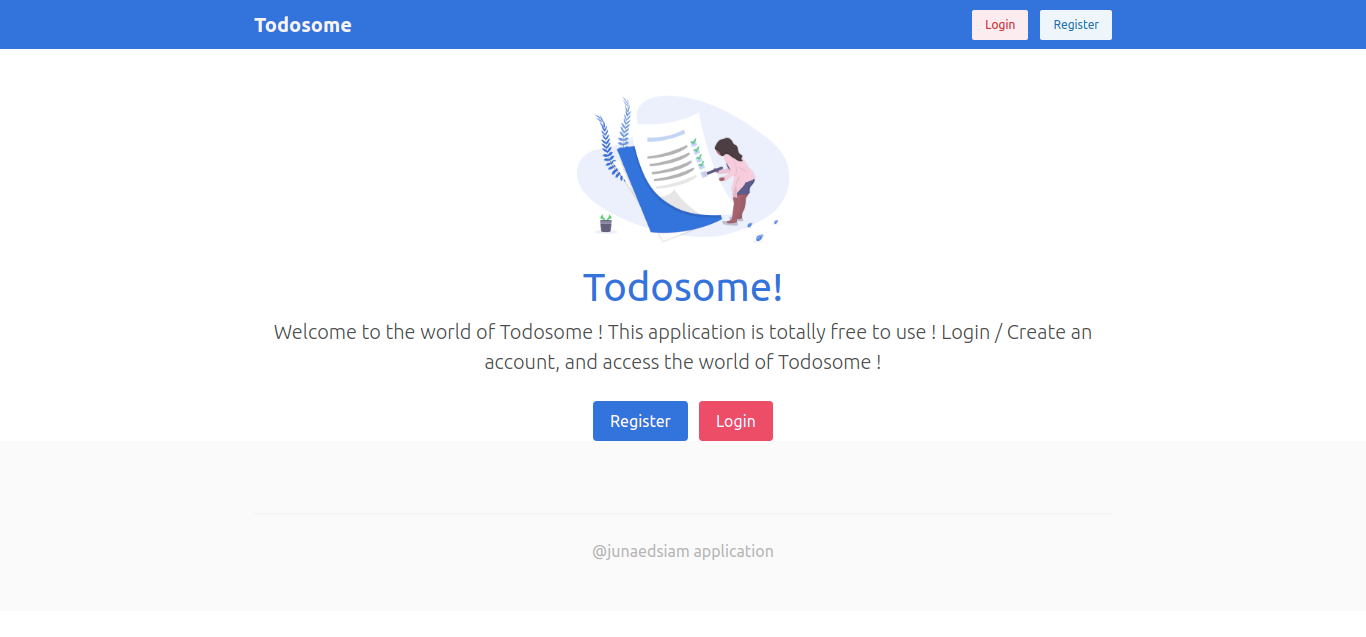 Todosome
Login
Register
Todosome!
Welcome to the world of Todosome ! This application is totally free to use ! Login / Create an
account, and access the world of Todosome !
Register
Login
@junaedsiam application